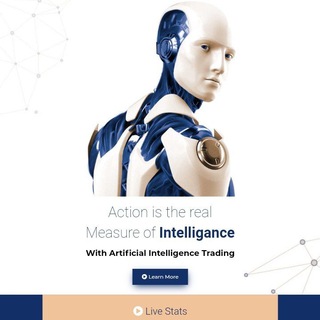 Action is the real
Measure of Intelligance
With Artificial Intelligence Trading
Learn More
Live Stats